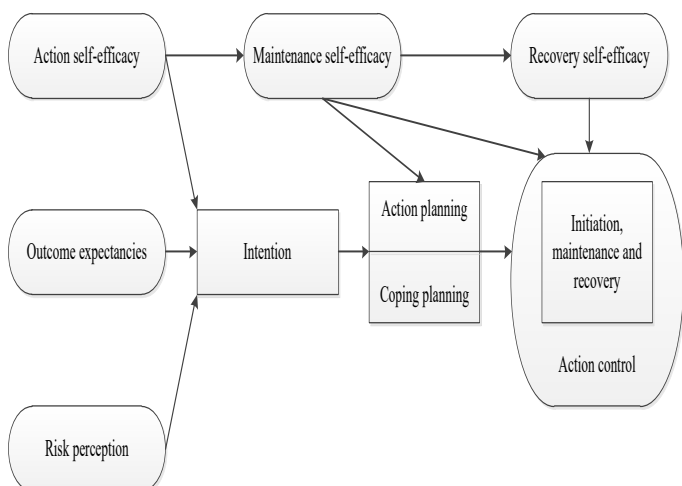 Action self-efficacy
Maintenance self-efficacy
Recovery self-efficacy
Outcome expectancies
Intention
Action planning
Coping planning
Initiation,
maintenance and
recovery
Action control
Risk perception